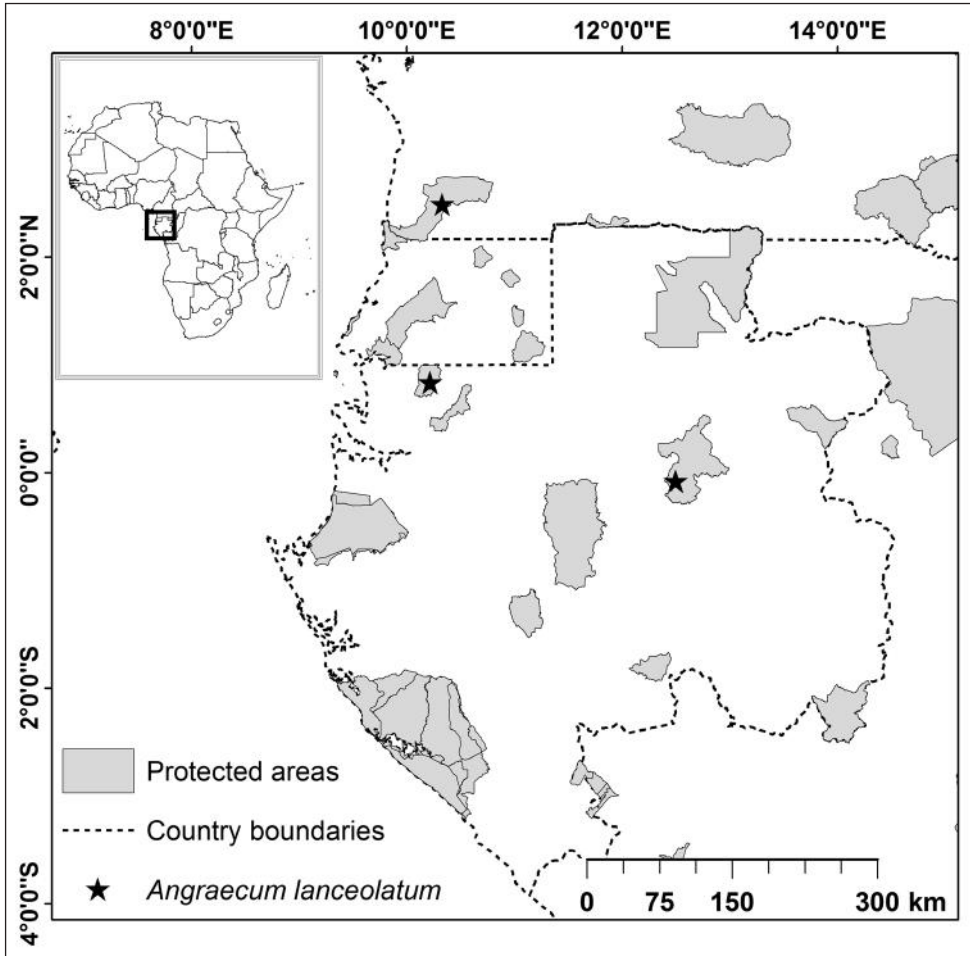 8°0'0"E 10°0'0"E 12°0'0"E 14°0'0"E
2°0'0"N
0°0'0"
2°0'0"S
4°0'0"S
Protected areas
Country boundaries
Angraecum lanceolatum
0 75 150 300 km